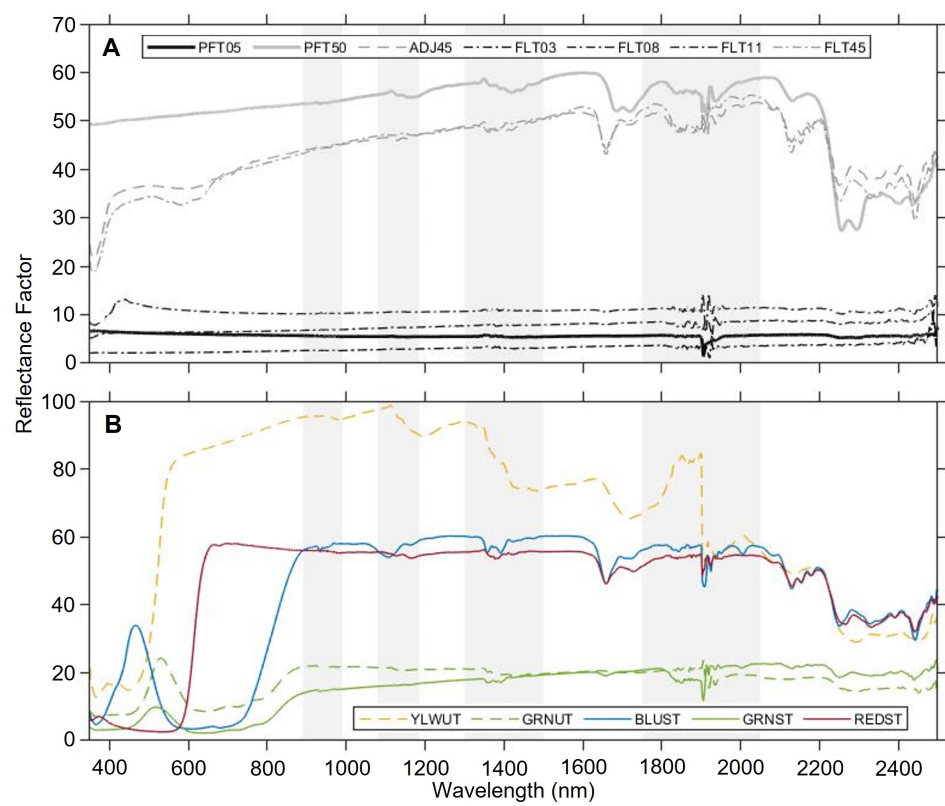 70
A
PFT05 PFT50 ADJ45 FLT03 FLT08 FLT11 FLT45
60
50
40
30
20
10
0
Reflectance Factor
100
B
80
60
40
20
0
YLWUT GRNUT BLUST GRNST REDST
400 600 800 1000 1200 1400 1600 1800 2000 2200 2400
Wavelength (nm)